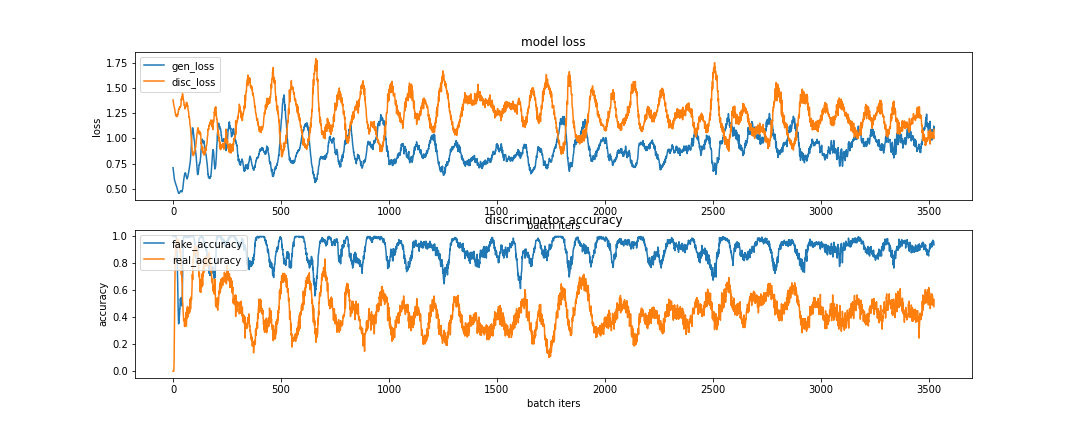 model loss
gen_loss
disc_loss
1.75
1.50
1.25
1.00
0.75
0.50
loss
0 500 1000 1500 2000 2500 3000 3500
batch iters
discriminator accuracy
fake_accuracy
real_accuracy
1.0
0.8
0.6
0.4
0.2
0.0
accuracy
0 500 1000 1500 2000 2500 3000 3500
batch iters